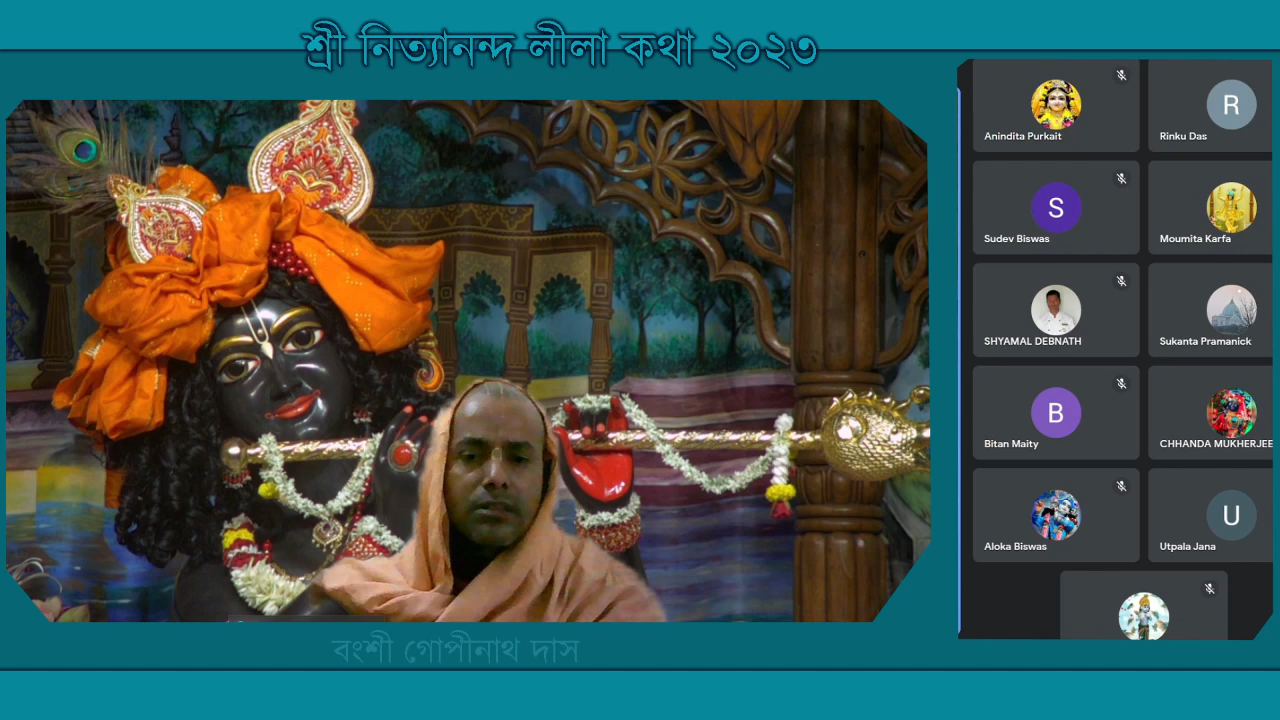 শ্রী নিত্যানন্দ লীলা কথা ২০২৩
Anindita Purkait
R
Rinku Das
S
Sudev Biswas
Moumita Karfa
SHYAMAL DEBNATH
Sukanta Pramanick
B
Bitan Maity
CHHANDA MUKHERJEE
Aloka Biswas
U
Utpala Jana
বংশী গোপীনাথ দাস